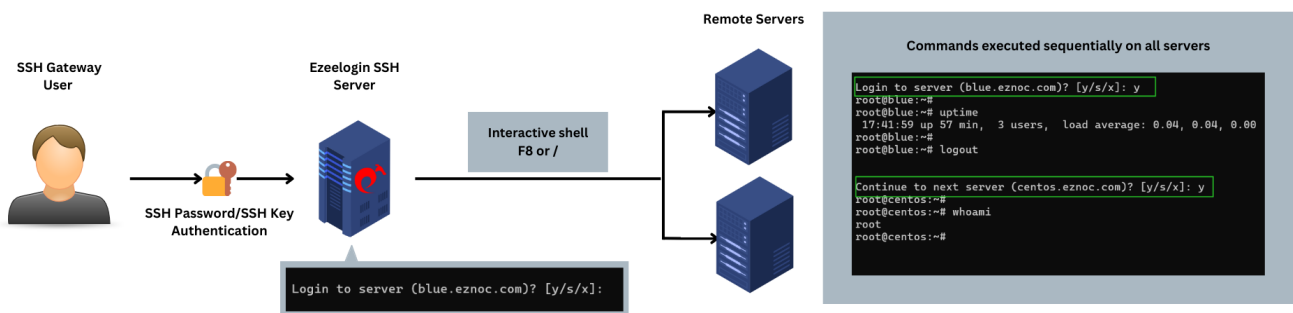 SSH Gateway
User
SSH Password/SSH Key
Authentication
Ezeelogin SSH
Server
Login to server (blue.eznoc.com)? [y/s/x]:
Interactive shell
F8 or /
Remote Servers
Commands executed sequentially on all servers
Login to server (blue.eznoc.com)? [y/s/x]: y
root@blue:~#
root@blue:~# uptime
17:41:59 up 57 min,  3 users,  load average: 0.04, 0.04, 0.00
root@blue:~#
root@blue:~# logout
Continue to next server (centos.eznoc.com)? [y/s/x]: y
root@centos:~#
root@centos:~# whoami
root
root@centos:~#